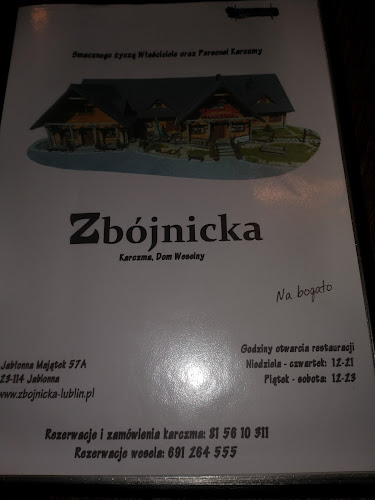 Smacznego życzą Właściciele oraz Personel Karczmy
Zbójnicka
Karczma, Dom Weselny
Na bogato
Jabłonna Majątek 57A
23-114 Jabłonna
www.zbojnicka-lublin.pl
Godziny otwarcia restauracji
Niedziela - czwartek: 12-21
Piątek - sobota: 12-23
Rezerwacje i zamówienia karczma: 81 56 10 311
Rezerwacje wesela: 691 264 555